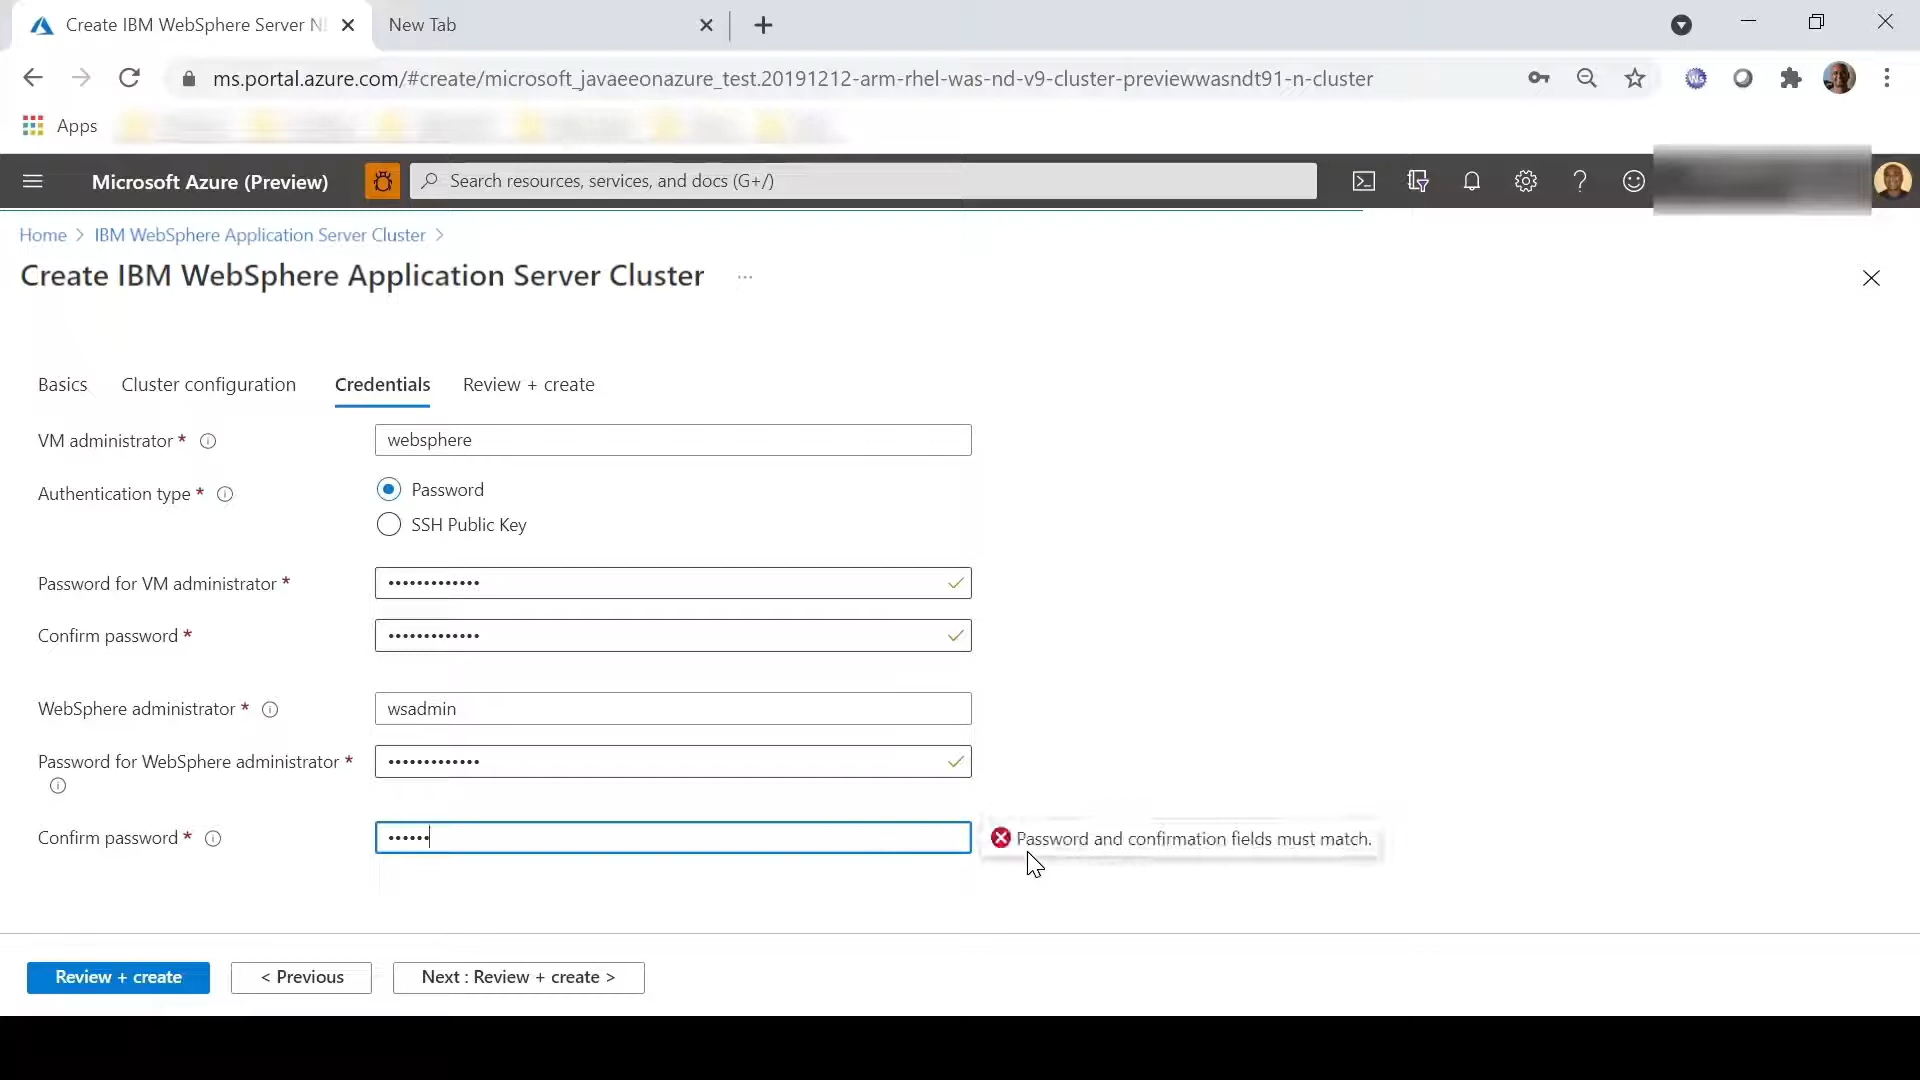 Create IBM WebSphere Server N
New Tab
ms.portal.azure.com/#create/microsoft_javaeeonazure_test.20191212-arm-rhel-was-nd-v9-cluster-previewwasndt91-n-cluster
Apps
Microsoft Azure (Preview)
Search resources, services, and docs (G+/)
Home > IBM WebSphere Application Server Cluster >
Create IBM WebSphere Application Server Cluster ...
Basics Cluster configuration Credentials Review + create
VM administrator * websphere
Authentication type * Password
SSH Public Key
Password for VM administrator * •••••••••••••
Confirm password * •••••••••••••
WebSphere administrator * wsadmin
Password for WebSphere administrator * •••••••••••••
Confirm password * •••••• Password and confirmation fields must match.
Review + create < Previous Next : Review + create >